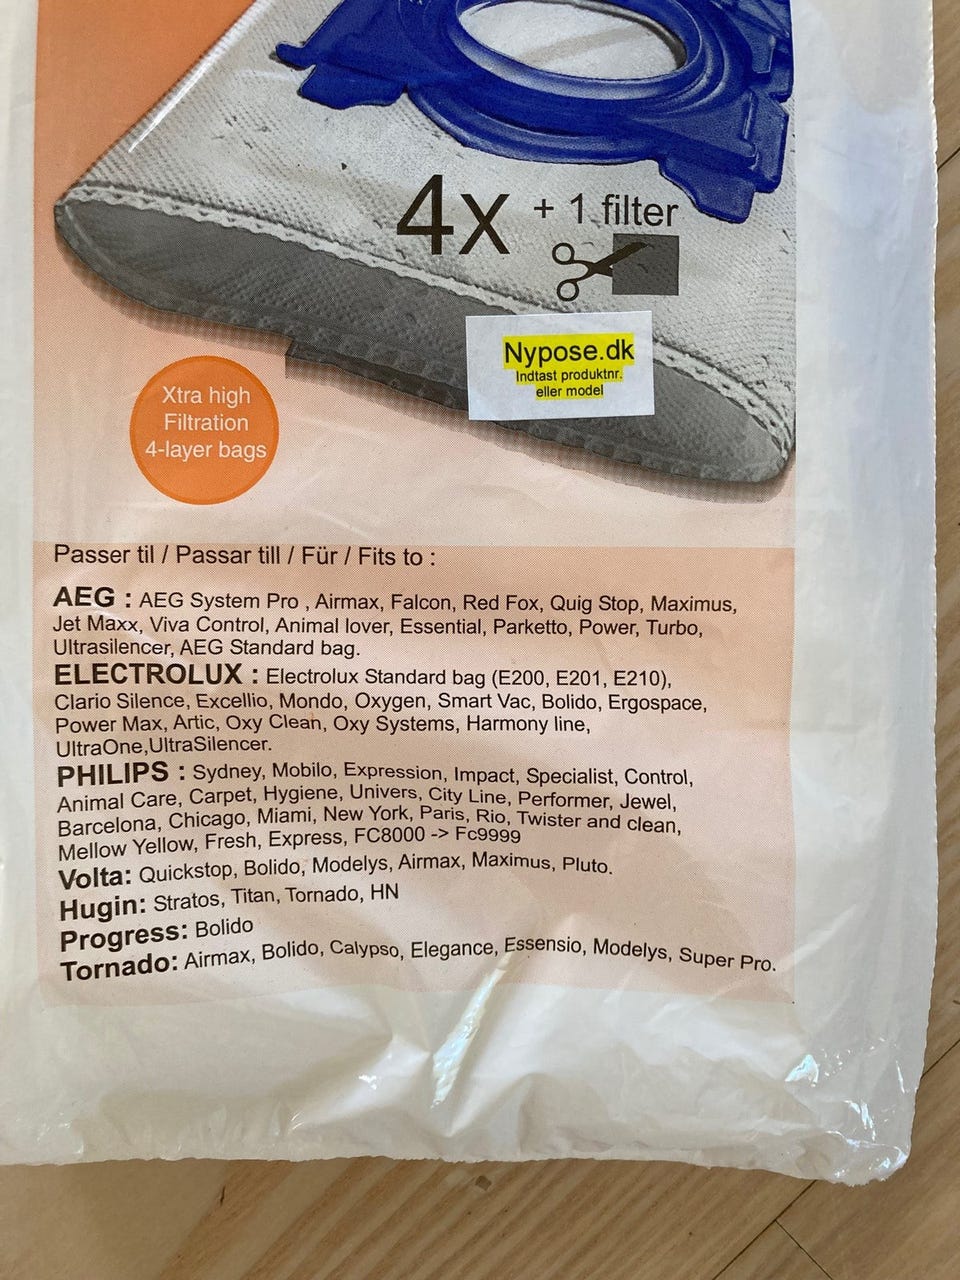 4x + 1 filter
Nypose.dk
Indtast produktnr.
eller model
Xtra high
Filtration
4-layer bags
Passer til / Passar till / Für / Fits to :
AEG : AEG System Pro , Airmax, Falcon, Red Fox, Quig Stop, Maximus,
Jet Maxx, Viva Control, Animal lover, Essential, Parketto, Power, Turbo,
Ultrasilencer, AEG Standard bag.
ELECTROLUX : Electrolux Standard bag (E200, E201, E210),
Clario Silence, Excellio, Mondo, Oxygen, Smart Vac, Bolido, Ergospace,
Power Max, Artic, Oxy Clean, Oxy Systems, Harmony line,
UltraOne,UltraSilencer.
PHILIPS : Sydney, Mobilo, Expression, Impact, Specialist, Control,
Animal Care, Carpet, Hygiene, Univers, City Line, Performer, Jewel,
Barcelona, Chicago, Miami, New York, Paris, Rio, Twister and clean,
Mellow Yellow, Fresh, Express, FC8000 -> Fc9999
Volta: Quickstop, Bolido, Modelys, Airmax, Maximus, Pluto.
Hugin: Stratos, Titan, Tornado, HN
Progress: Bolido
Tornado: Airmax, Bolido, Calypso, Elegance, Essensio, Modelys, Super Pro.